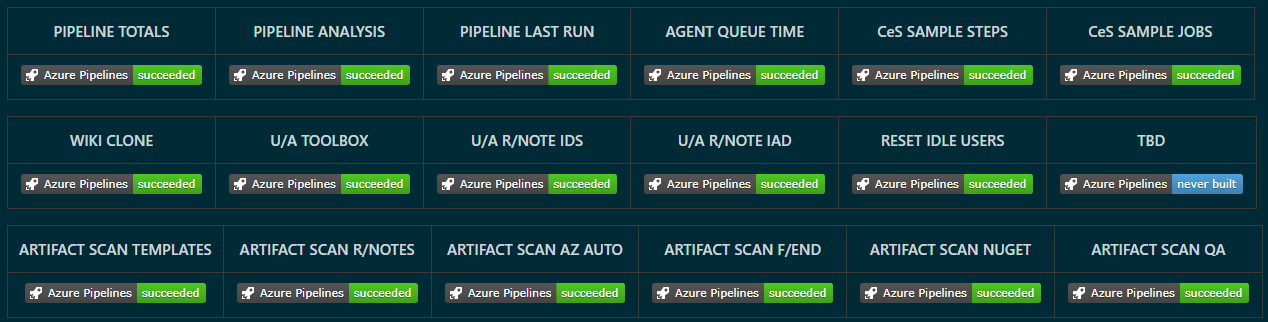 PIPELINE TOTALS PIPELINE ANALYSIS PIPELINE LAST RUN AGENT QUEUE TIME CeS SAMPLE STEPS CeS SAMPLE JOBS
Azure Pipelines succeeded Azure Pipelines succeeded Azure Pipelines succeeded Azure Pipelines succeeded Azure Pipelines succeeded Azure Pipelines succeeded
WIKI CLONE U/A TOOLBOX U/A R/NOTE IDS U/A R/NOTE IAD RESET IDLE USERS TBD
Azure Pipelines succeeded Azure Pipelines succeeded Azure Pipelines succeeded Azure Pipelines succeeded Azure Pipelines succeeded Azure Pipelines never built
ARTIFACT SCAN TEMPLATES ARTIFACT SCAN R/NOTES ARTIFACT SCAN AZ AUTO ARTIFACT SCAN F/END ARTIFACT SCAN NUGET ARTIFACT SCAN QA
Azure Pipelines succeeded Azure Pipelines succeeded Azure Pipelines succeeded Azure Pipelines succeeded Azure Pipelines succeeded Azure Pipelines succeeded